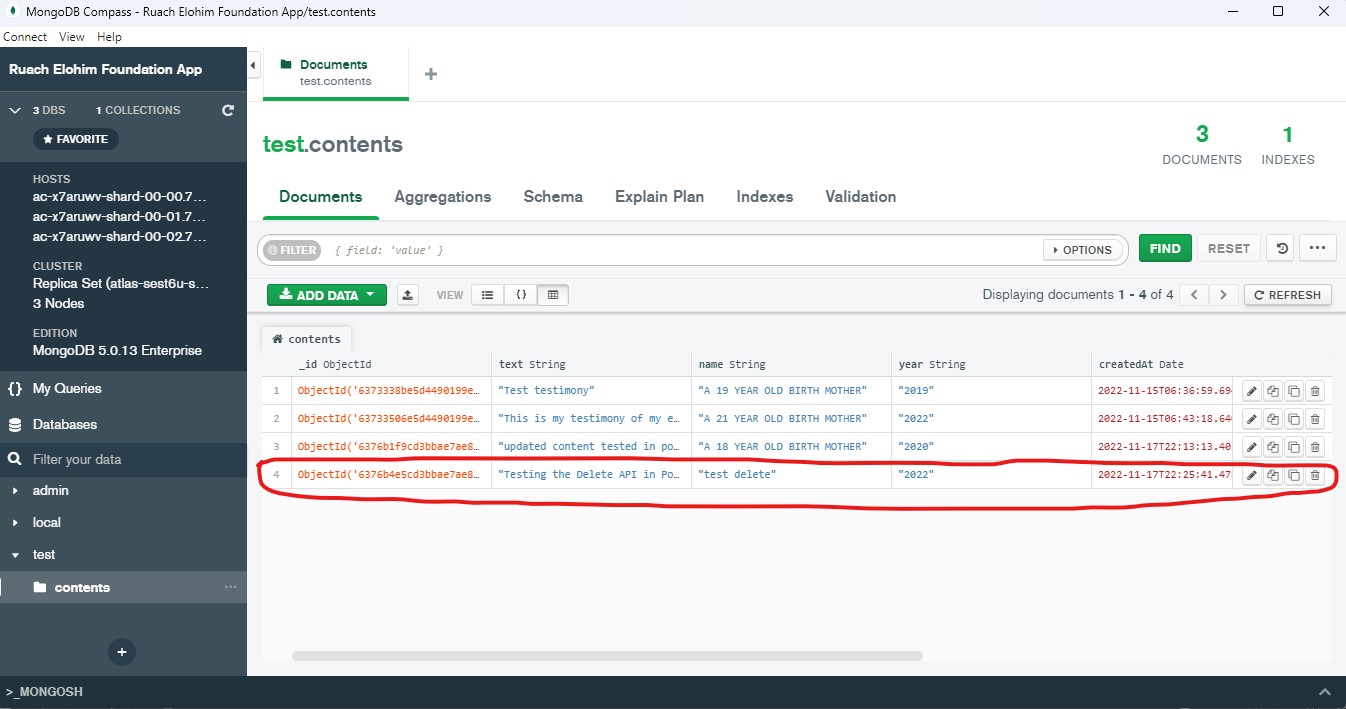 MongoDB Compass - Ruach Elohim Foundation App/test.contents
Connect View Help
Ruach Elohim Foundation App
3 DBS 1 COLLECTIONS
FAVORITE
HOSTS
ac-x7aruwv-shard-00-00.7...
ac-x7aruwv-shard-00-01.7...
ac-x7aruwv-shard-00-02.7...
CLUSTER
Replica Set (atlas-sest6u-s...
3 Nodes
EDITION
MongoDB 5.0.13 Enterprise
{} My Queries
Databases
Filter your data
admin
local
test
contents
...
+
Documents
test.contents
+
test.contents
3
DOCUMENTS
1
INDEXES
Documents Aggregations Schema Explain Plan Indexes Validation
FILTER { field: 'value' } OPTIONS FIND RESET ...
ADD DATA VIEW {} Displaying documents 1 - 4 of 4 < > REFRESH
contents
_id ObjectId text String name String year String createdAt Date
1 ObjectId('6373338be5d4490199e… "Test testimony" "A 19 YEAR OLD BIRTH MOTHER" "2019" 2022-11-15T06:36:59.69
2 ObjectId('63733506e5d4490199e… "This is my testimony of my e… "A 21 YEAR OLD BIRTH MOTHER" "2022" 2022-11-15T06:43:18.64
3 ObjectId('6376b1f9cd3bbae7ae8… "updated content tested in po… "A 18 YEAR OLD BIRTH MOTHER" "2020" 2022-11-17T22:13:13.40
4 ObjectId('6376b4e5cd3bbae7ae8… "Testing the Delete API in Po… "test delete" "2022" 2022-11-17T22:25:41.47
>_MONGOSH